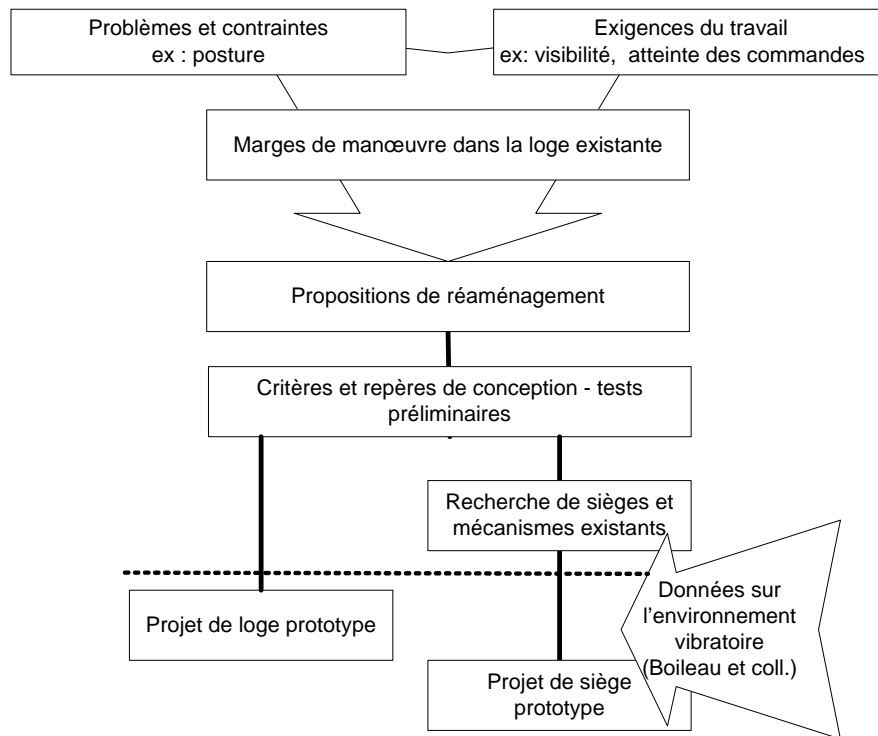 Problèmes et contraintes
ex : posture
Exigences du travail
ex: visibilité, atteinte des commandes
Marges de manœuvre dans la loge existante
Propositions de réaménagement
Critères et repères de conception - tests
préliminaires
Recherche de sièges et
mécanismes existants
Données sur
l'environnement
vibratoire
(Boileau et coll.)
Projet de loge prototype
Projet de siège
prototype